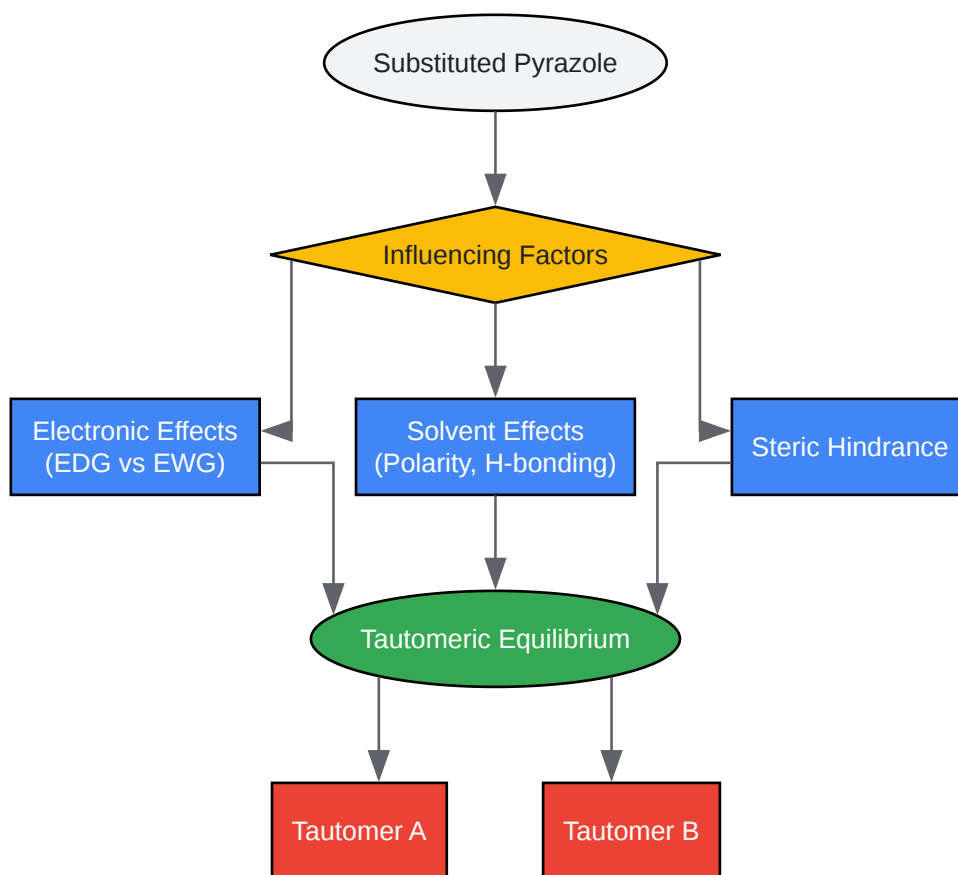 Substituted Pyrazole
Influencing Factors
Electronic Effects
(EDG vs EWG)
Solvent Effects
(Polarity, H-bonding)
Steric Hindrance
Tautomeric Equilibrium
Tautomer A
Tautomer B